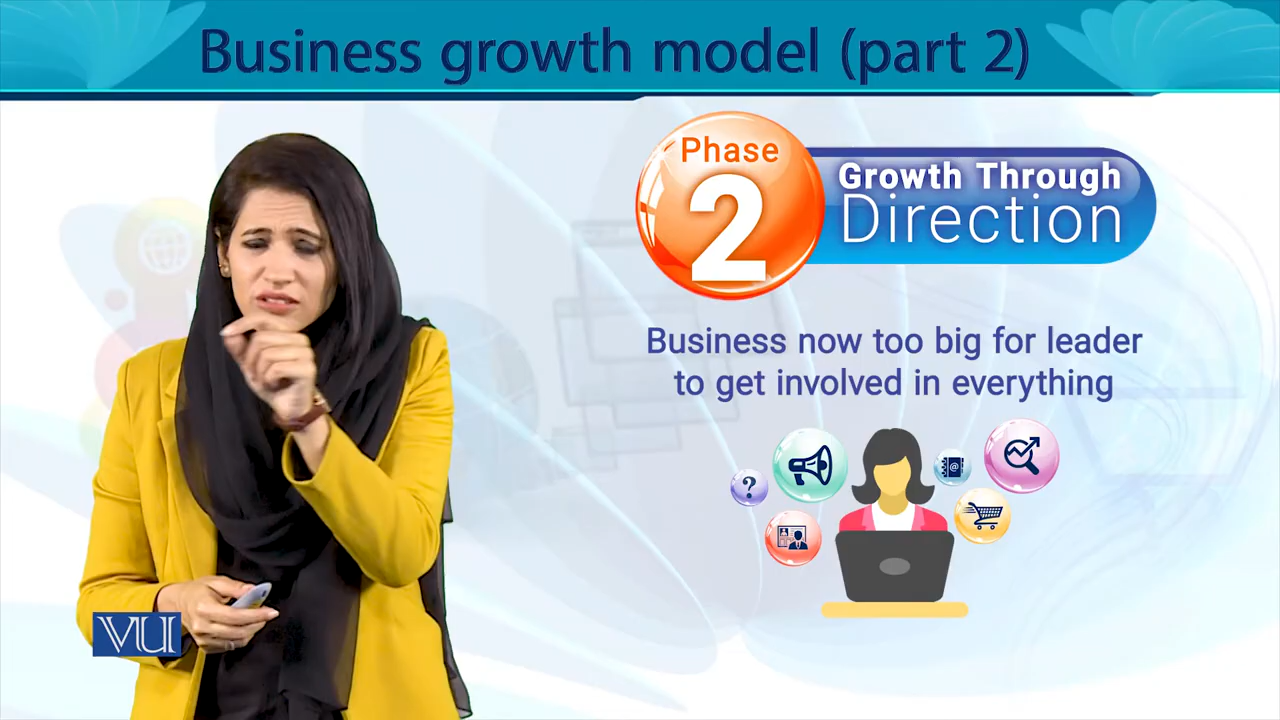 Business growth model (part 2)
Phase
2
Growth Through
Direction
Business now too big for leader
to get involved in everything
?
@
VU